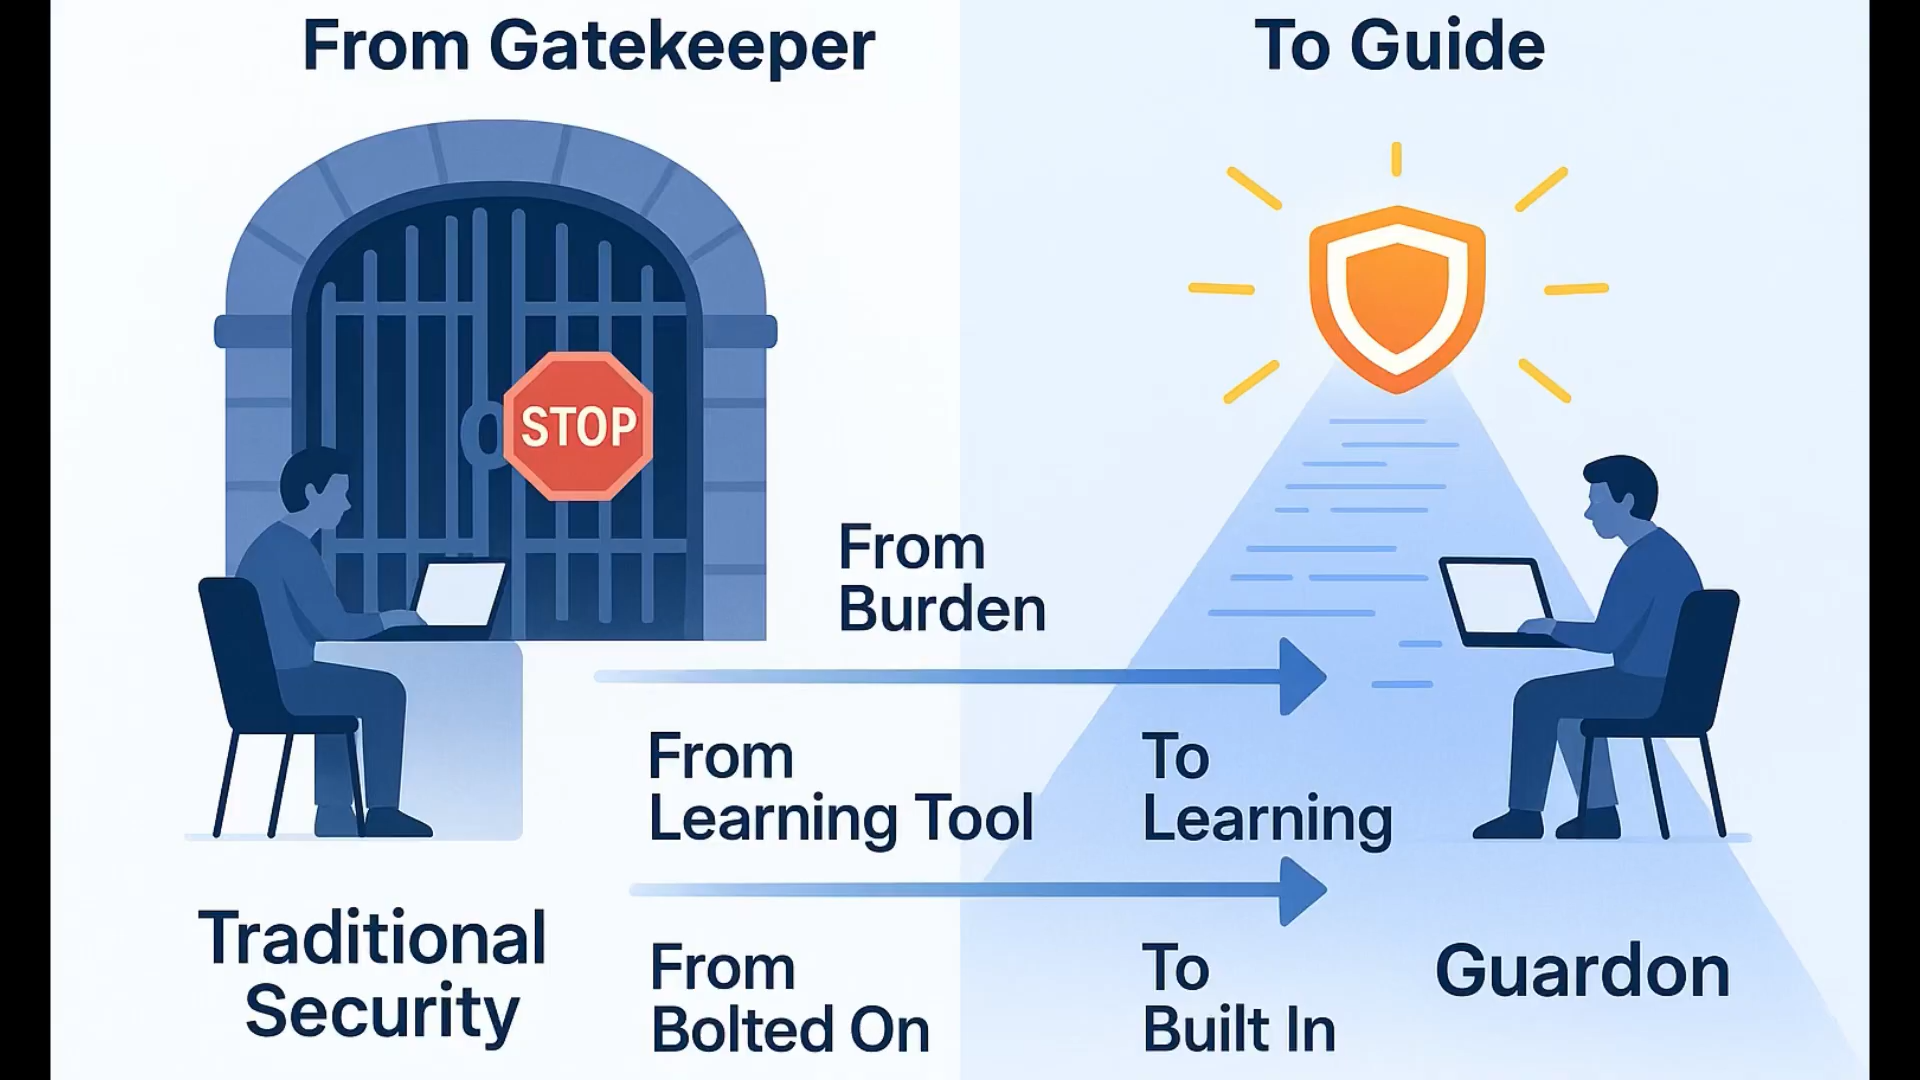 From Gatekeeper
To Guide
STOP
From
Burden
From
Learning Tool
To
Learning
Traditional
Security
From
Bolted On
To
Built In
Guardon